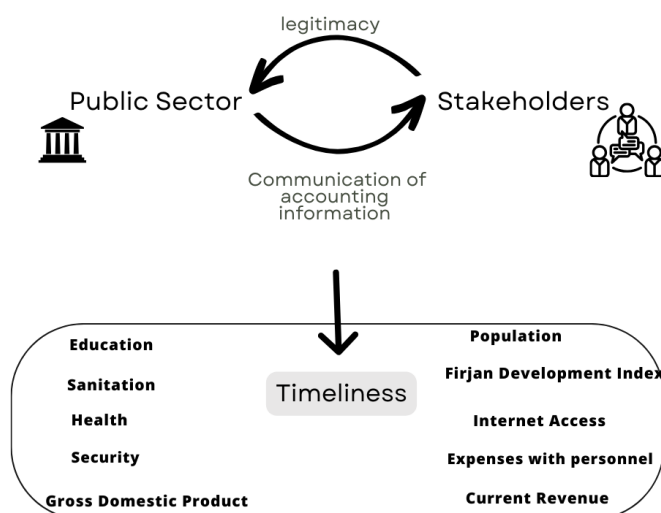 legitimacy
Public Sector
Stakeholders
Communication of
accounting
information
Education
Sanitation
Health
Security
Gross Domestic Product
Timeliness
Population
Firjan Development Index
Internet Access
Expenses with personnel
Current Revenue